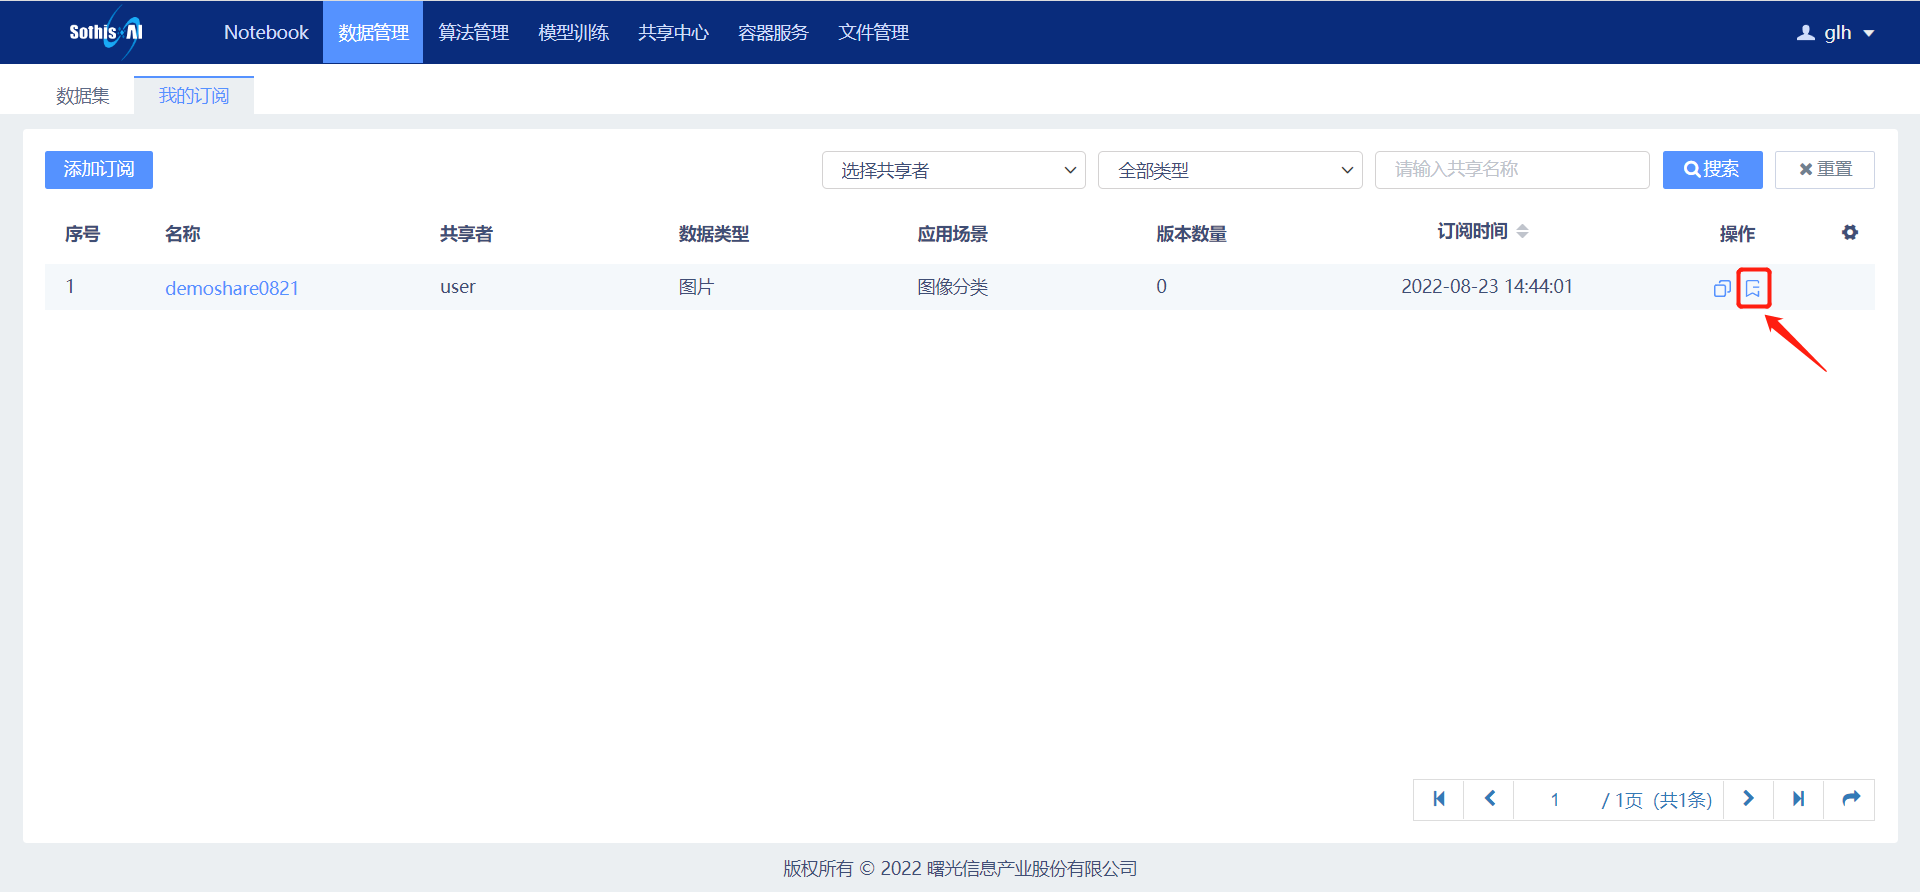 SothisAI Notebook 数据管理 算法管理 模型训练 共享中心 容器服务 文件管理 glh
数据集 我的订阅
添加订阅 选择共享者 全部类型 请输入共享名称 搜索 重置
序号 名称 共享者 数据类型 应用场景 版本数量 订阅时间 操作
1 demoshare0821 user 图片 图像分类 0 2022-08-23 14:44:01
1 / 1页 (共1条)
版权所有 © 2022 曙光信息产业股份有限公司